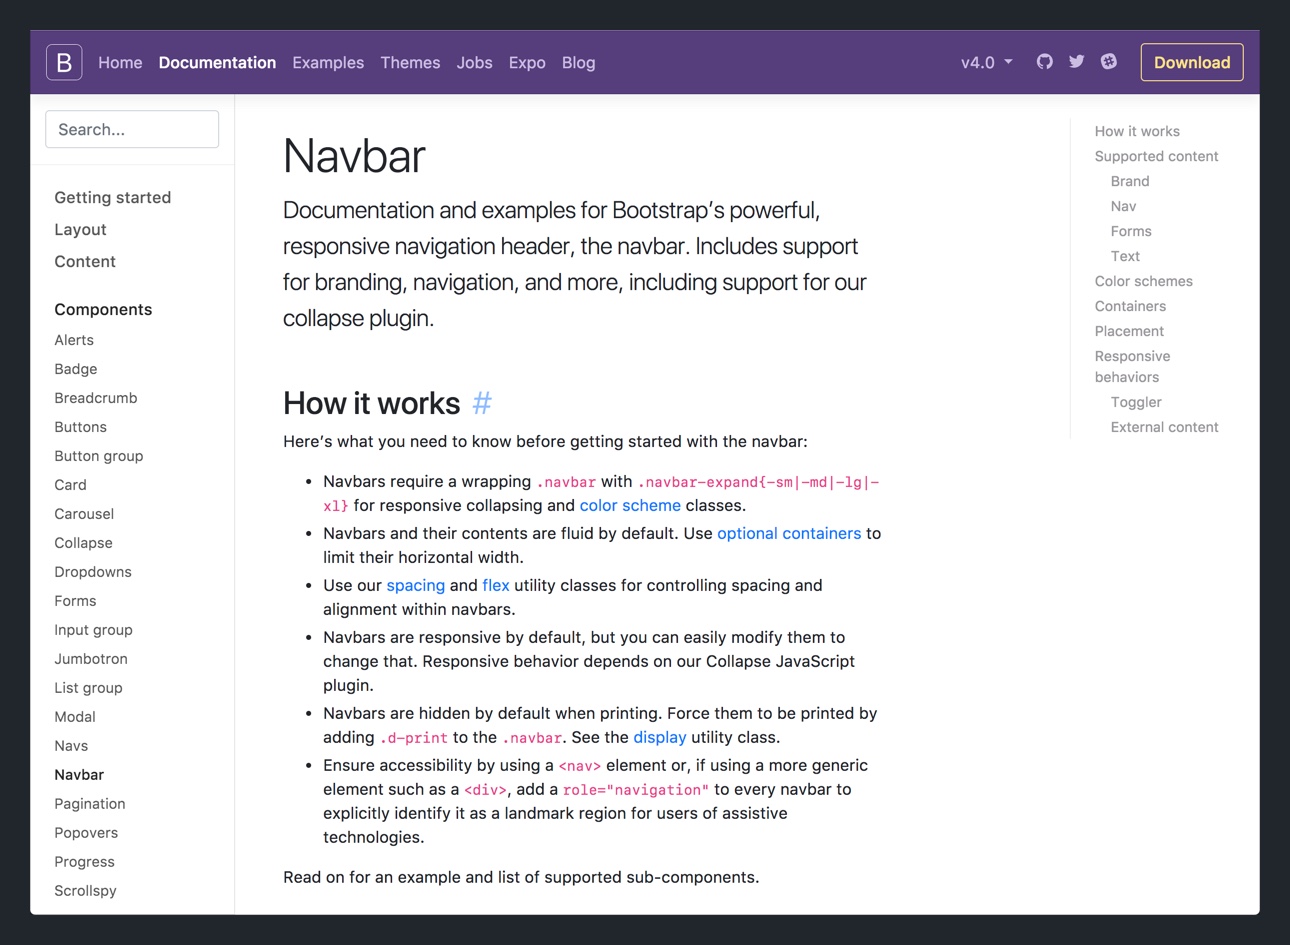 B Home Documentation Examples Themes Jobs Expo Blog v4.0 Download
Search...
Getting started
Layout
Content
Components
Alerts
Badge
Breadcrumb
Buttons
Button group
Card
Carousel
Collapse
Dropdowns
Forms
Input group
Jumbotron
List group
Modal
Navs
Navbar
Pagination
Popovers
Progress
Scrollspy
Navbar
Documentation and examples for Bootstrap’s powerful,
responsive navigation header, the navbar. Includes support
for branding, navigation, and more, including support for our
collapse plugin.
How it works #
Here’s what you need to know before getting started with the navbar:
• Navbars require a wrapping .navbar with .navbar-expand{-sm|-md|-lg|-
xl} for responsive collapsing and color scheme classes.
• Navbars and their contents are fluid by default. Use optional containers to
limit their horizontal width.
• Use our spacing and flex utility classes for controlling spacing and
alignment within navbars.
• Navbars are responsive by default, but you can easily modify them to
change that. Responsive behavior depends on our Collapse JavaScript
plugin.
• Navbars are hidden by default when printing. Force them to be printed by
adding .d-print to the .navbar. See the display utility class.
• Ensure accessibility by using a <nav> element or, if using a more generic
element such as a <div>, add a role="navigation" to every navbar to
explicitly identify it as a landmark region for users of assistive
technologies.
Read on for an example and list of supported sub-components.
How it works
Supported content
Brand
Nav
Forms
Text
Color schemes
Containers
Placement
Responsive
behaviors
Toggler
External content